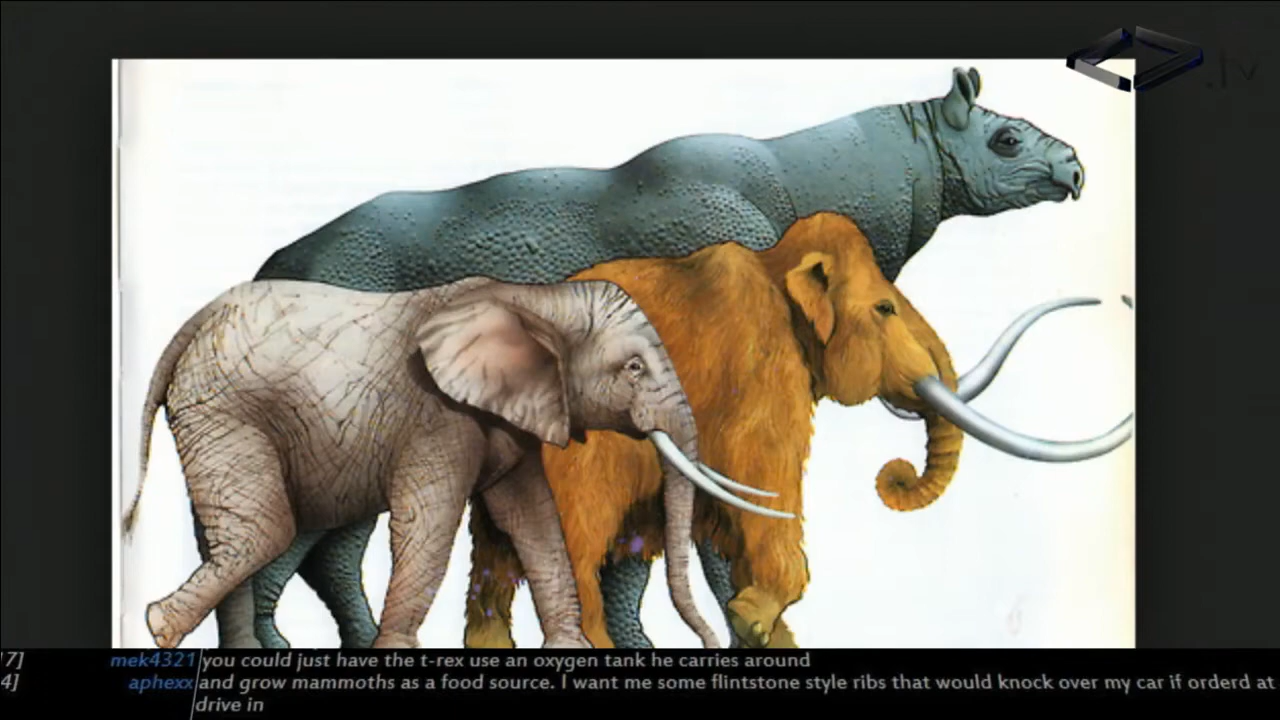 .tv
7] mek4321 you could just have the t-rex use an oxygen tank he carries around
4] aphexx and grow mammoths as a food source. I want me some flintstone style ribs that would knock over my car if orderd at
drive in